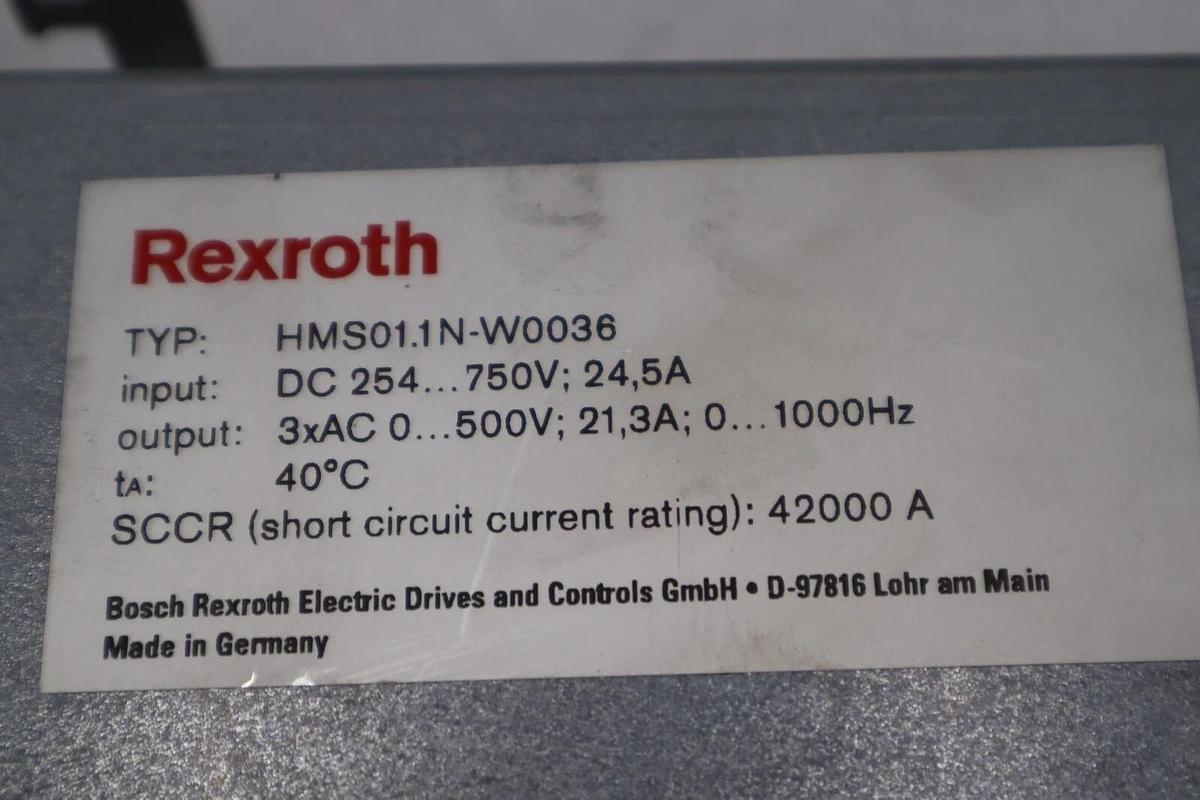 Rexroth
TYP: HMS01.1N-W0036
input: DC 254...750V; 24,5A
output: 3xAC 0...500V; 21,3A; 0...1000Hz
tA: 40°C
SCCR (short circuit current rating): 42000 A
Bosch Rexroth Electric Drives and Controls GmbH • D-97816 Lohr am Main
Made in Germany